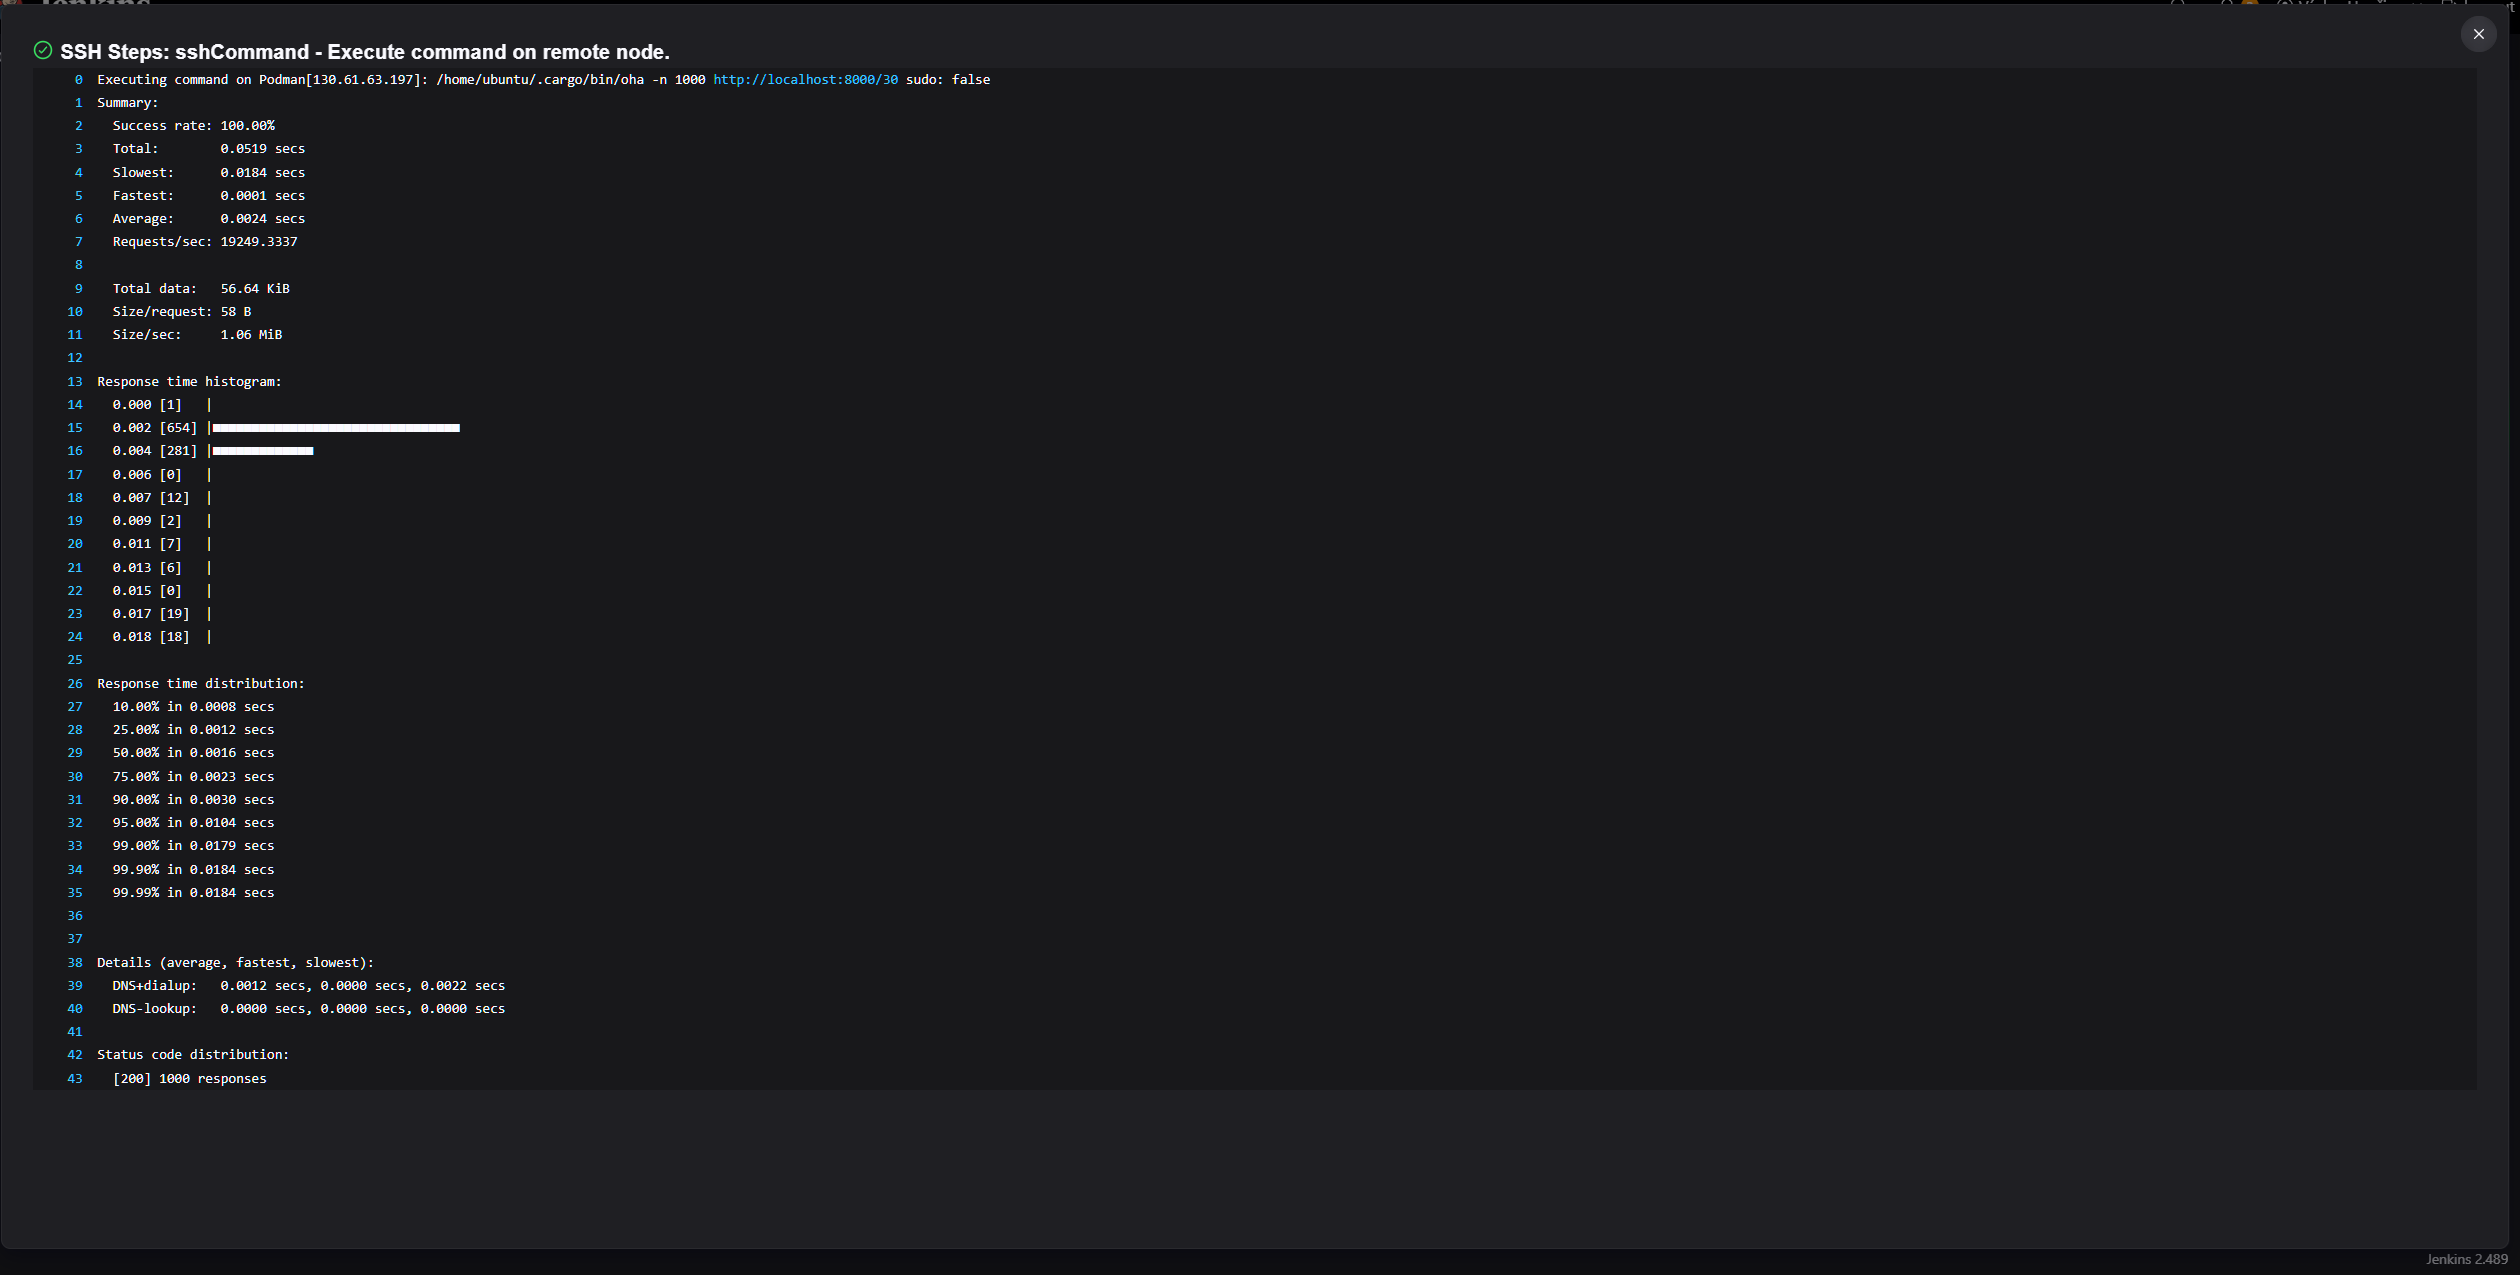 SSH Steps: sshCommand - Execute command on remote node.
0 Executing command on Podman[130.61.63.197]: /home/ubuntu/.cargo/bin/oha -n 1000 http://localhost:8000/30 sudo: false
1 Summary:
2 Success rate: 100.00%
3 Total: 0.0519 secs
4 Slowest: 0.0184 secs
5 Fastest: 0.0001 secs
6 Average: 0.0024 secs
7 Requests/sec: 19249.3337
8
9 Total data: 56.64 KiB
10 Size/request: 58 B
11 Size/sec: 1.06 MiB
12
13 Response time histogram:
14 0.000 [1] |
15 0.002 [654] |■■■■■■■■■■■■■■■■■■■■■■■■■■■■■■■■
16 0.004 [281] |■■■■■■■■■■■■■
17 0.006 [0] |
18 0.007 [12] |
19 0.009 [2] |
20 0.011 [7] |
21 0.013 [6] |
22 0.015 [0] |
23 0.017 [19] |
24 0.018 [18] |
25
26 Response time distribution:
27 10.00% in 0.0008 secs
28 25.00% in 0.0012 secs
29 50.00% in 0.0016 secs
30 75.00% in 0.0023 secs
31 90.00% in 0.0030 secs
32 95.00% in 0.0104 secs
33 99.00% in 0.0179 secs
34 99.90% in 0.0184 secs
35 99.99% in 0.0184 secs
36
37
38 Details (average, fastest, slowest):
39 DNS+dialup: 0.0012 secs, 0.0000 secs, 0.0022 secs
40 DNS-lookup: 0.0000 secs, 0.0000 secs, 0.0000 secs
41
42 Status code distribution:
43 [200] 1000 responses
Jenkins 2.489